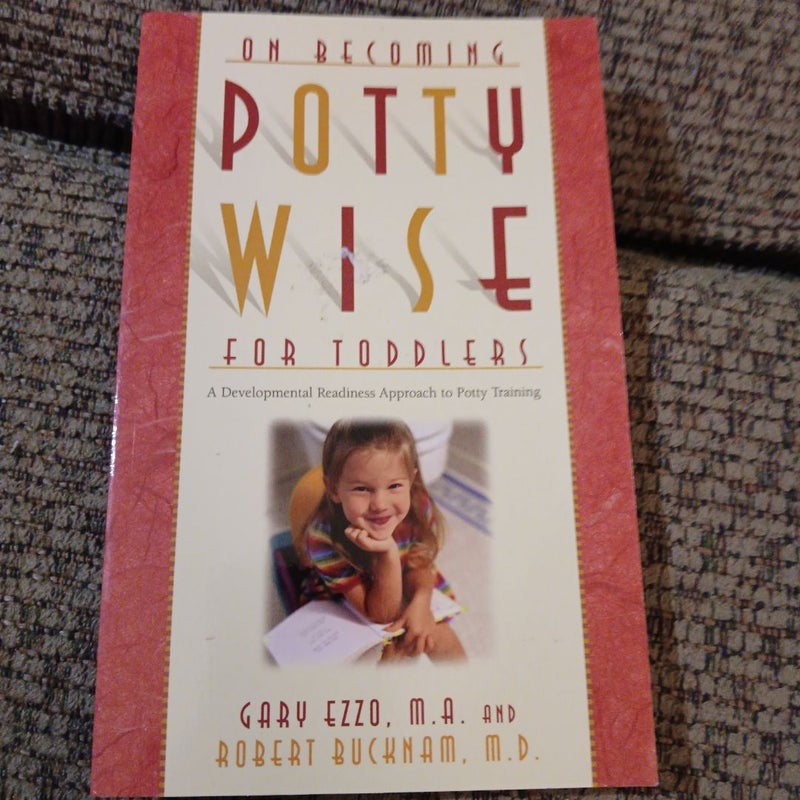 ON BECOMING
POTTY
WISE
FOR TODDLERS
A Developmental Readiness Approach to Potty Training
GARY EZZO, M.A. AND
ROBERT BUCKNAM, M.D.